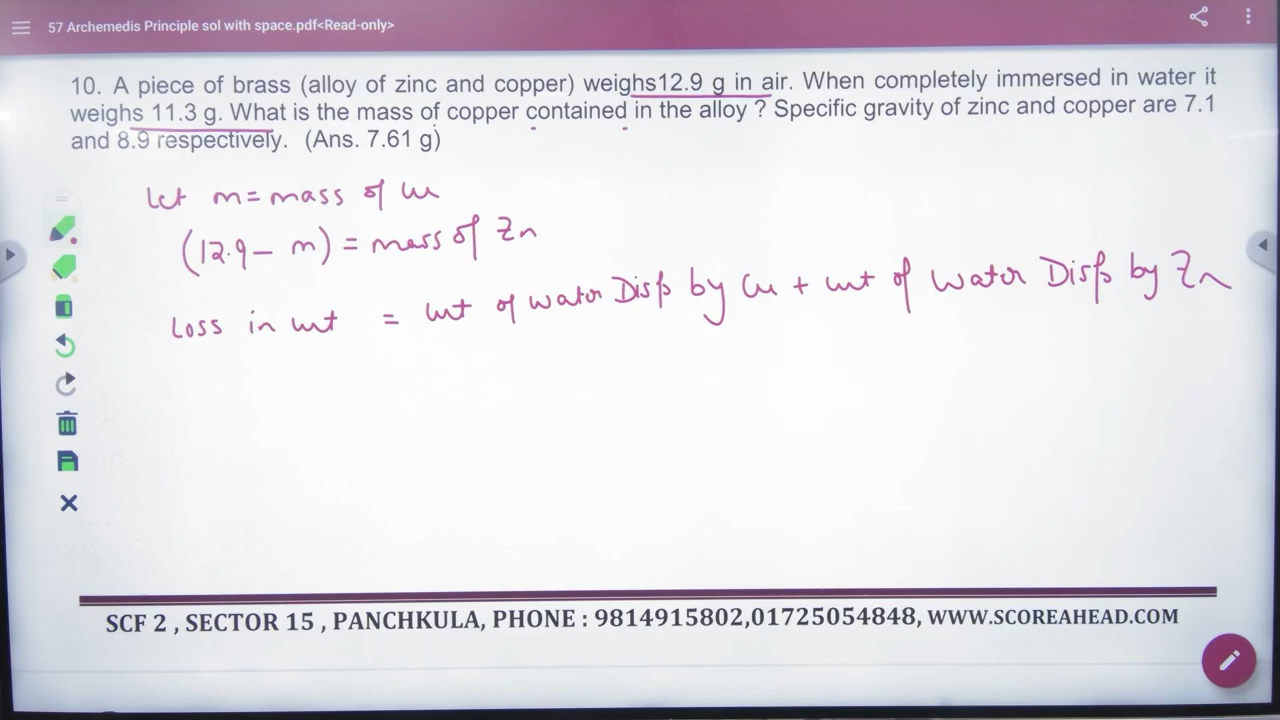 57 Archemedis Principle sol with space.pdf<Read-only>
10. A piece of brass (alloy of zinc and copper) weighs12.9 g in air. When completely immersed in water it
weighs 11.3 g. What is the mass of copper contained in the alloy ? Specific gravity of zinc and copper are 7.1
and 8.9 respectively. (Ans. 7.61 g)
Let m = mass of Cu
(12.9 – m) = mass of Zn
Loss in wt = wt of water Disp by Cu + wt of water Disp by Zn
SCF 2 , SECTOR 15 , PANCHKULA, PHONE : 9814915802,01725054848, WWW.SCOREAHEAD.COM